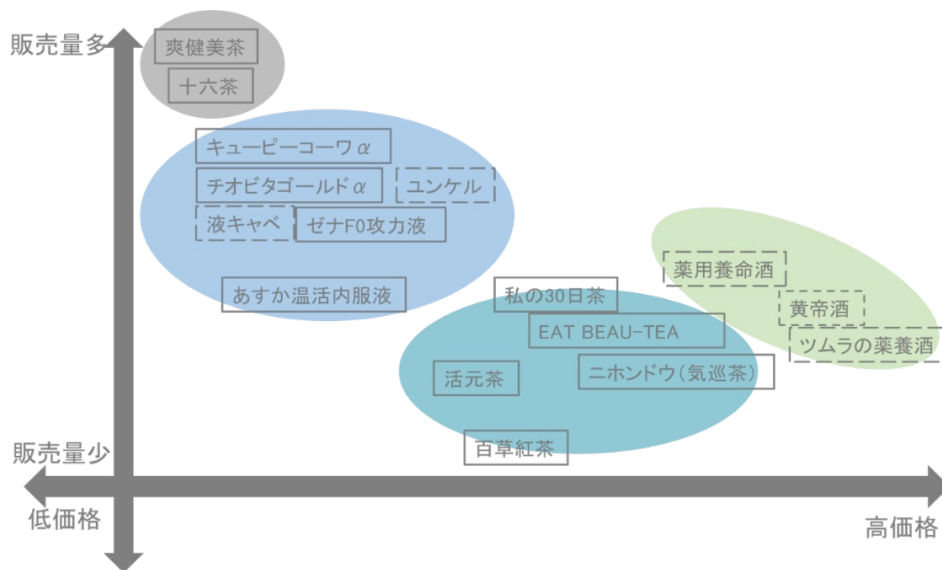 販売量多
爽健美茶
十六茶
キューピーコーワα
チオビタゴールドα
ユンケル
液キャベ
ゼナF0攻力液
あすか温活内服液
私の30日茶
薬用養命酒
黄帝酒
EAT BEAU-TEA
ツムラの薬養酒
活元茶
ニホンドウ(気巡茶)
百草紅茶
販売量少
低価格
高価格